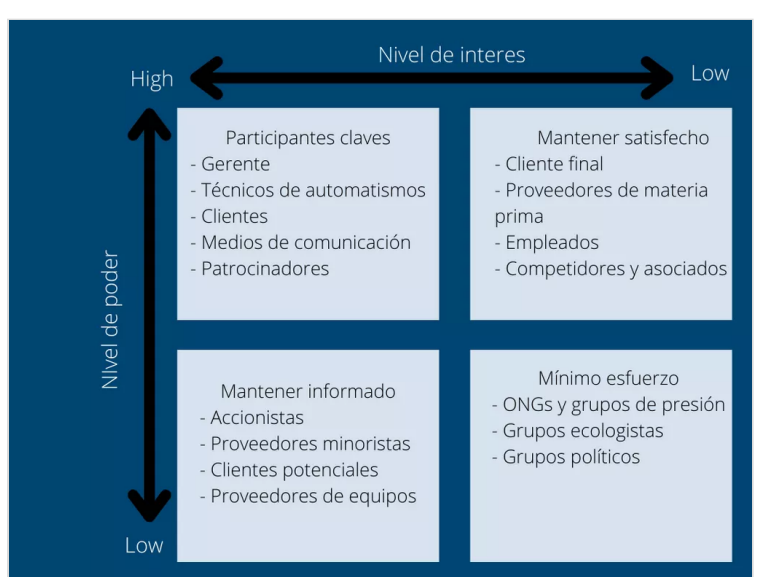 Nivel de interes
High
Low
Participantes claves
- Gerente
- Técnicos de automatismos
- Clientes
- Medios de comunicación
- Patrocinadores
Mantener satisfecho
- Cliente final
- Proveedores de materia
prima
- Empleados
- Competidores y asociados
NIvel de poder
Mantener informado
- Accionistas
- Proveedores minoristas
- Clientes potenciales
- Proveedores de equipos
Mínimo esfuerzo
- ONGs y grupos de presión
- Grupos ecologistas
- Grupos políticos
Low